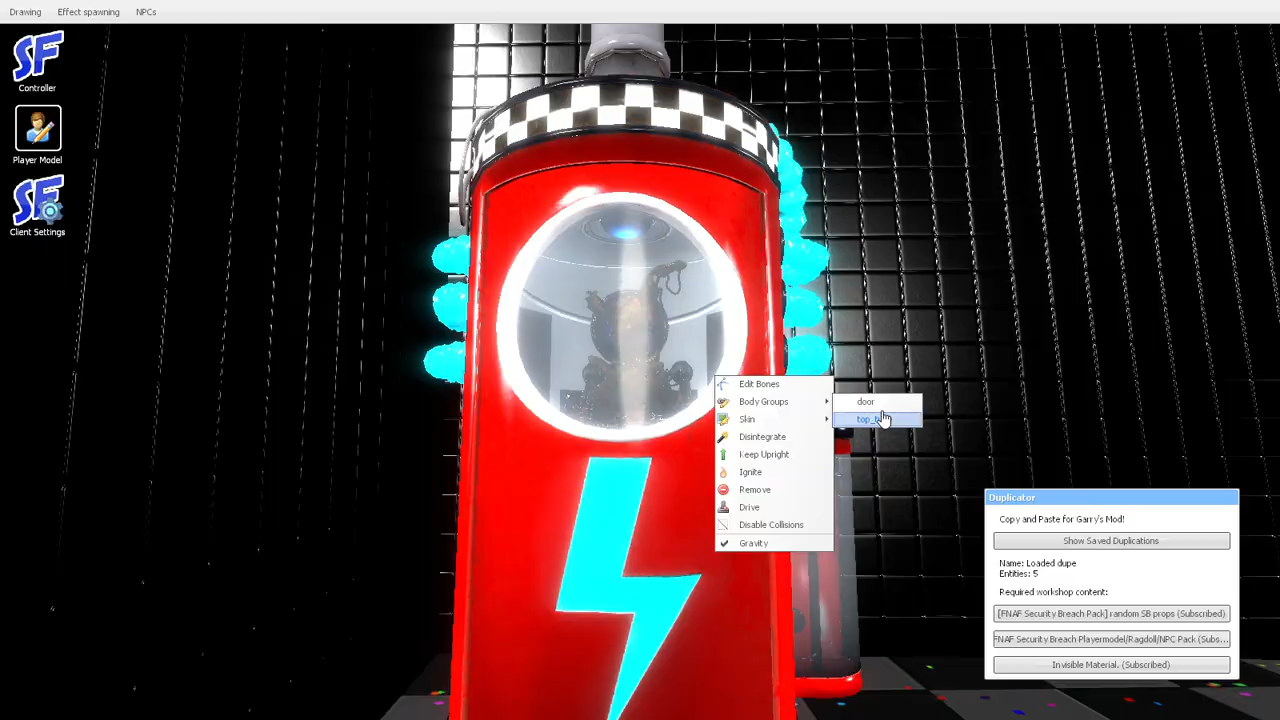 Drawing
Effect spawning
NPCs
SF
Controller
Player Model
SF
Client Settings
Edit Bones
Body Groups
Skin
Disintegrate
Keep Upright
Ignite
Remove
Drive
Disable Collisions
Gravity
door
Duplicator
Copy and Paste for Garry's Mod!
Show Saved Duplications
Name: Loaded dupe
Entities: 5
Required workshop content:
[FNAF Security Breach Pack] random SB props (Subscribed)
FNAF Security Breach Playermodel/Ragdoll/NPC Pack (Subs...
Invisible Material. (Subscribed)